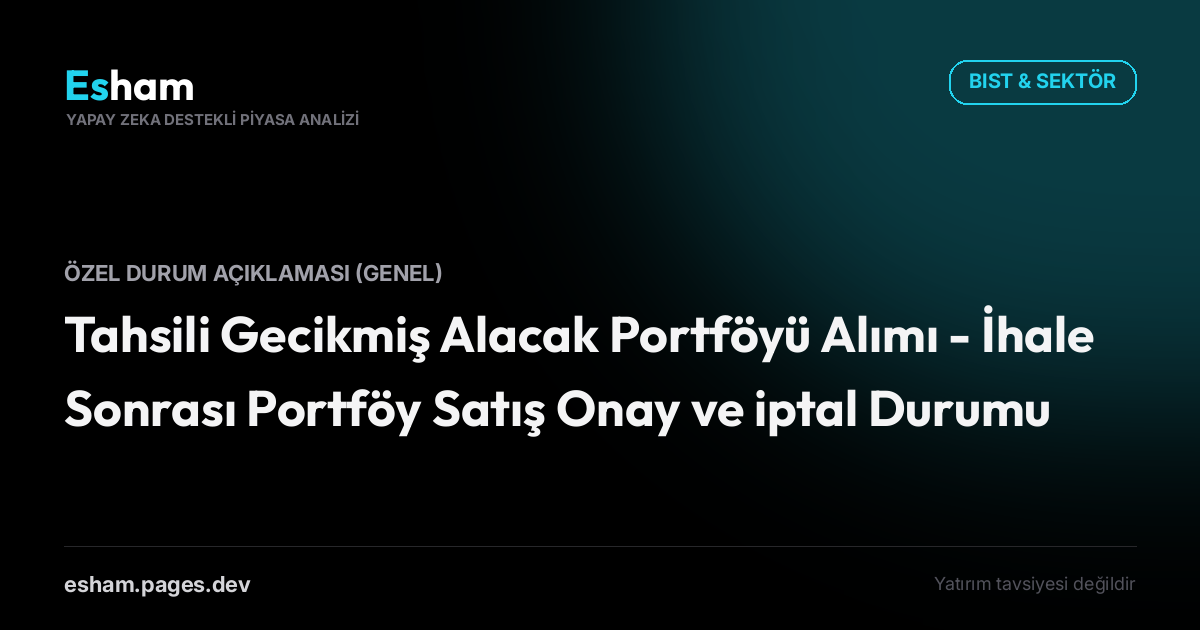 Esham
BIST & SEKTÖR
YAPAY ZEKA DESTEKLİ PİYASA ANALİZİ
ÖZEL DURUM AÇIKLAMASI (GENEL)
Tahsili Gecikmiş Alacak Portföyü Alımı - İhale
Sonrası Portföy Satış Onay ve iptal Durumu
esham.pages.dev
Yatırım tavsiyesi değildir